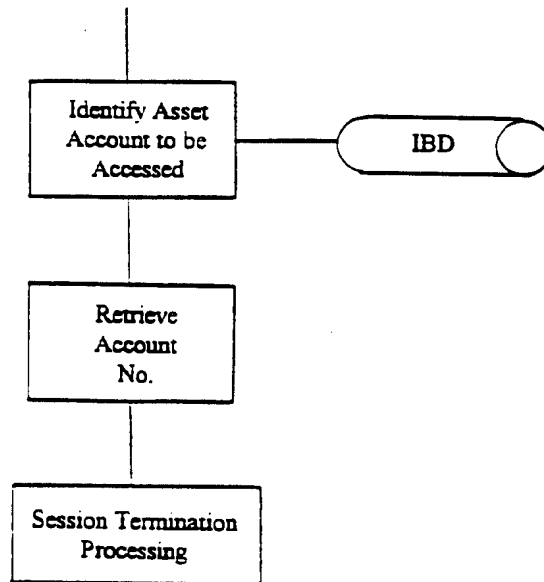 Identify Asset
Account to be
Accessed
IBD
Retrieve
Account
No.
Session Termination
Processing